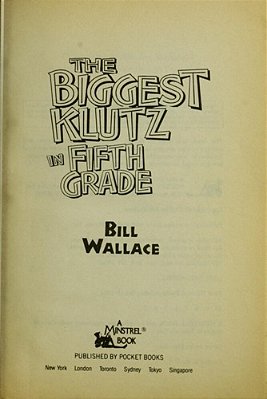 THE
BIGGEST
KLUTZ
IN FIFTH
GRADE
BILL
WALLACE
A
MINSTREL®
BOOK
PUBLISHED BY POCKET BOOKS
New York London Toronto Sydney Tokyo Singapore